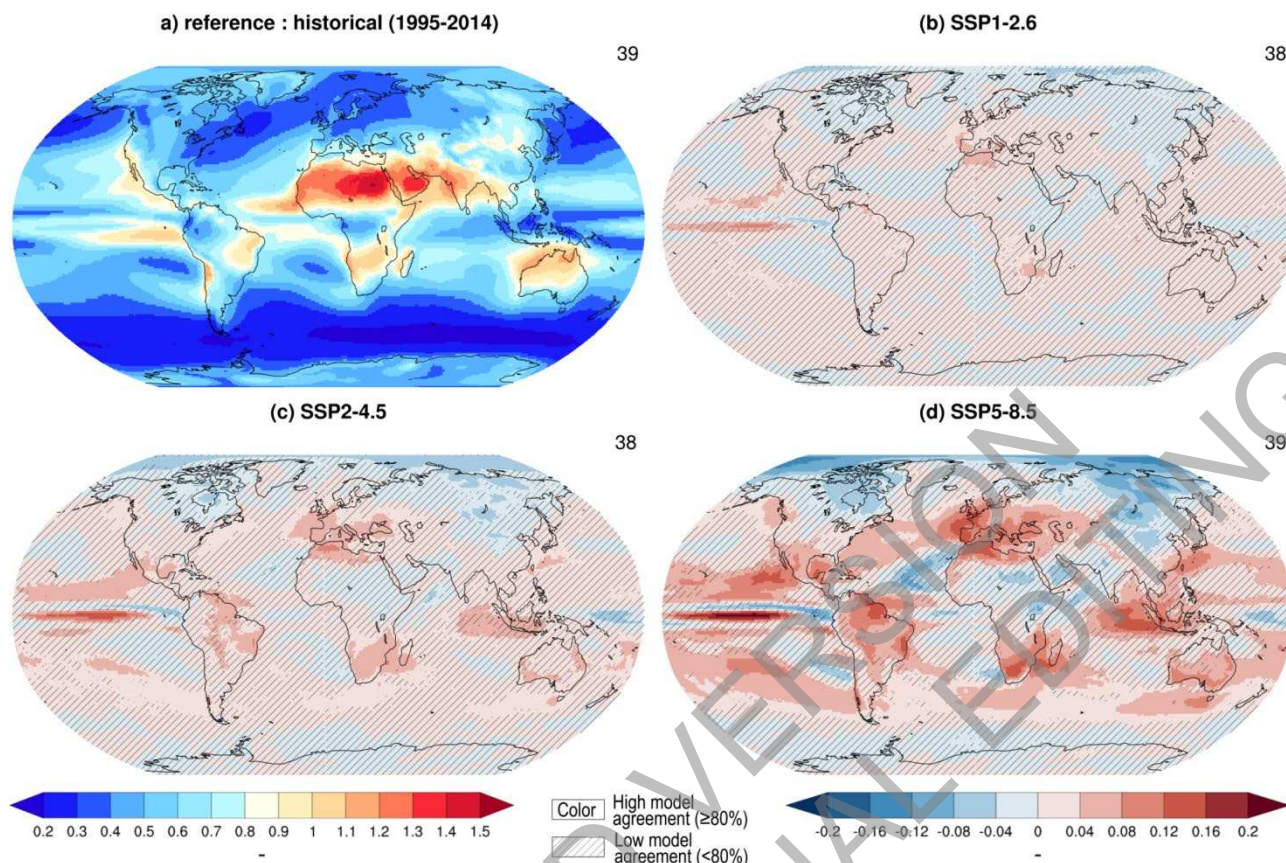 a) reference : historical (1995-2014)
39
(b) SSP1-2.6
38
(c) SSP2-4.5
38
(d) SSP5-8.5
39
0.2 0.3 0.4 0.5 0.6 0.7 0.8 0.9 1 1.1 1.2 1.3 1.4 1.5
-
Color
High model
agreement (≥80%)
Low model
agreement (<80%)
-0.2 -0.16 -0.12 -0.08 -0.04 0 0.04 0.08 0.12 0.16 0.2
-
D VERSION
NAL EDITING